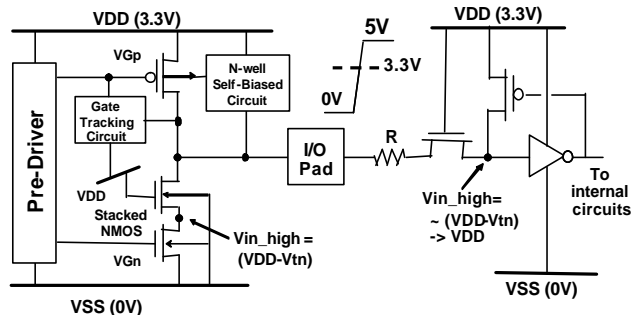 VDD (3.3V)
VGp
N-well
Self-Biased
Circuit
Gate
Tracking
Circuit
Pre-Driver
VDD
Stacked
NMOS
VGn
Vin_high =
(VDD-Vtn)
VSS (0V)
5V
3.3V
0V
I/O
Pad
R
VDD (3.3V)
Vin_high=
~ (VDD-Vtn)
-> VDD
To
internal
circuits
VSS (0V)